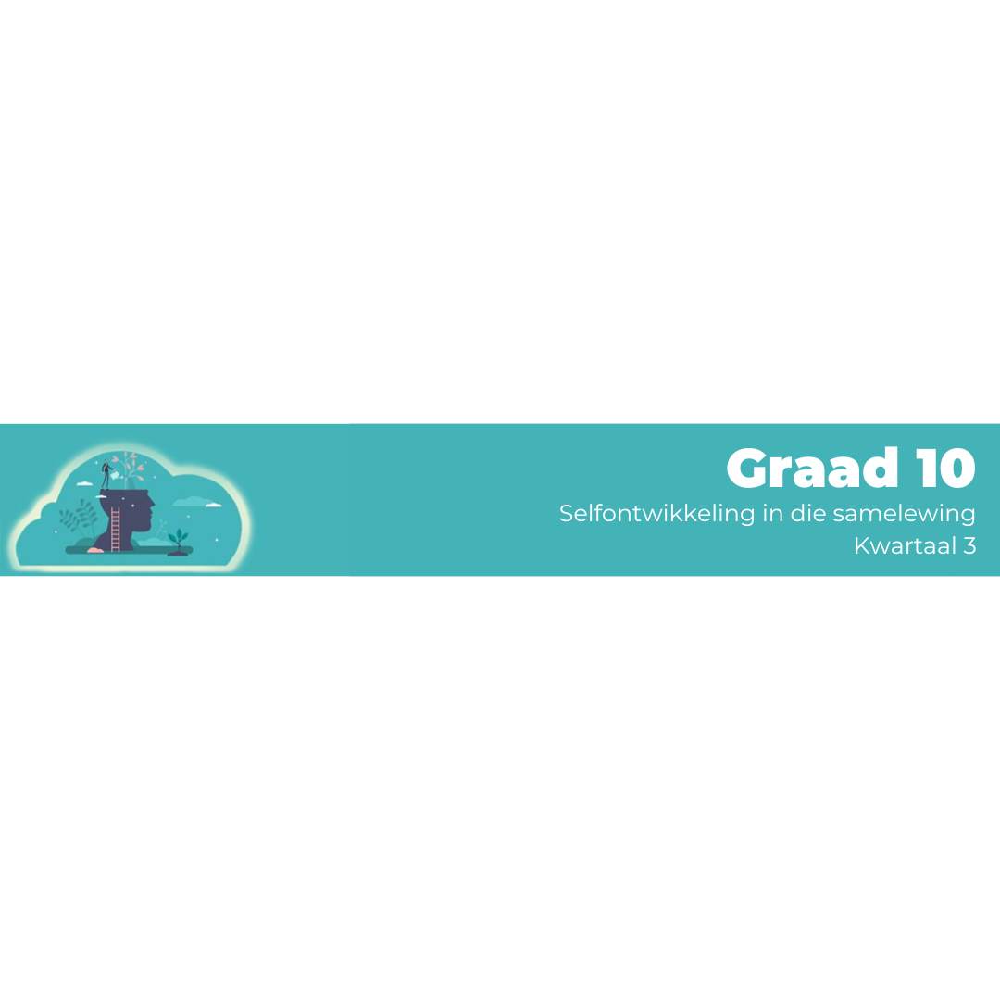 Graad 10
Selfontwikkeling in die samelewing
Kwartaal 3